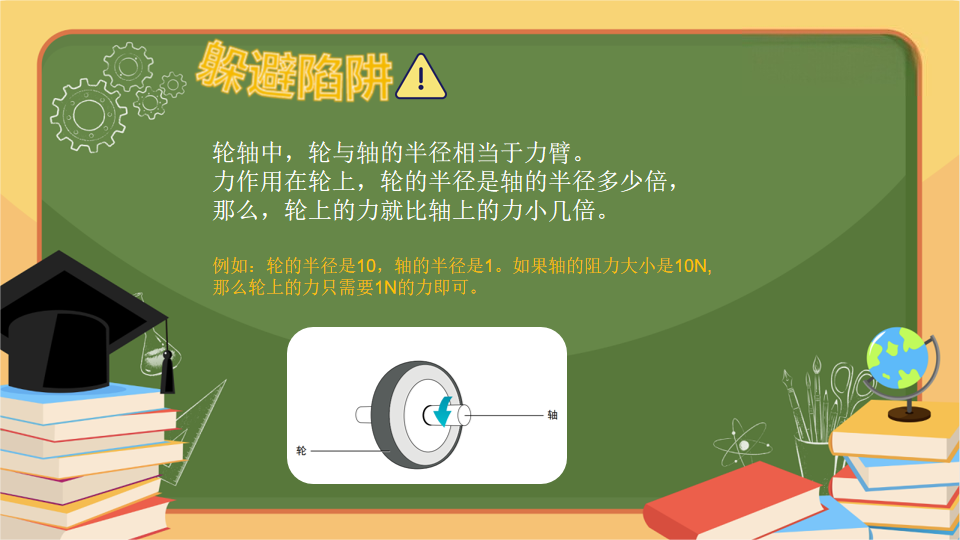 躲避陷阱
轮轴中，轮与轴的半径相当于力臂。
力作用在轮上，轮的半径是轴的半径多少倍，
那么，轮上的力就比轴上的力小几倍。
例如：轮的半径是10，轴的半径是1。如果轴的阻力大小是10N,
那么轮上的力只需要1N的力即可。
轴
轮